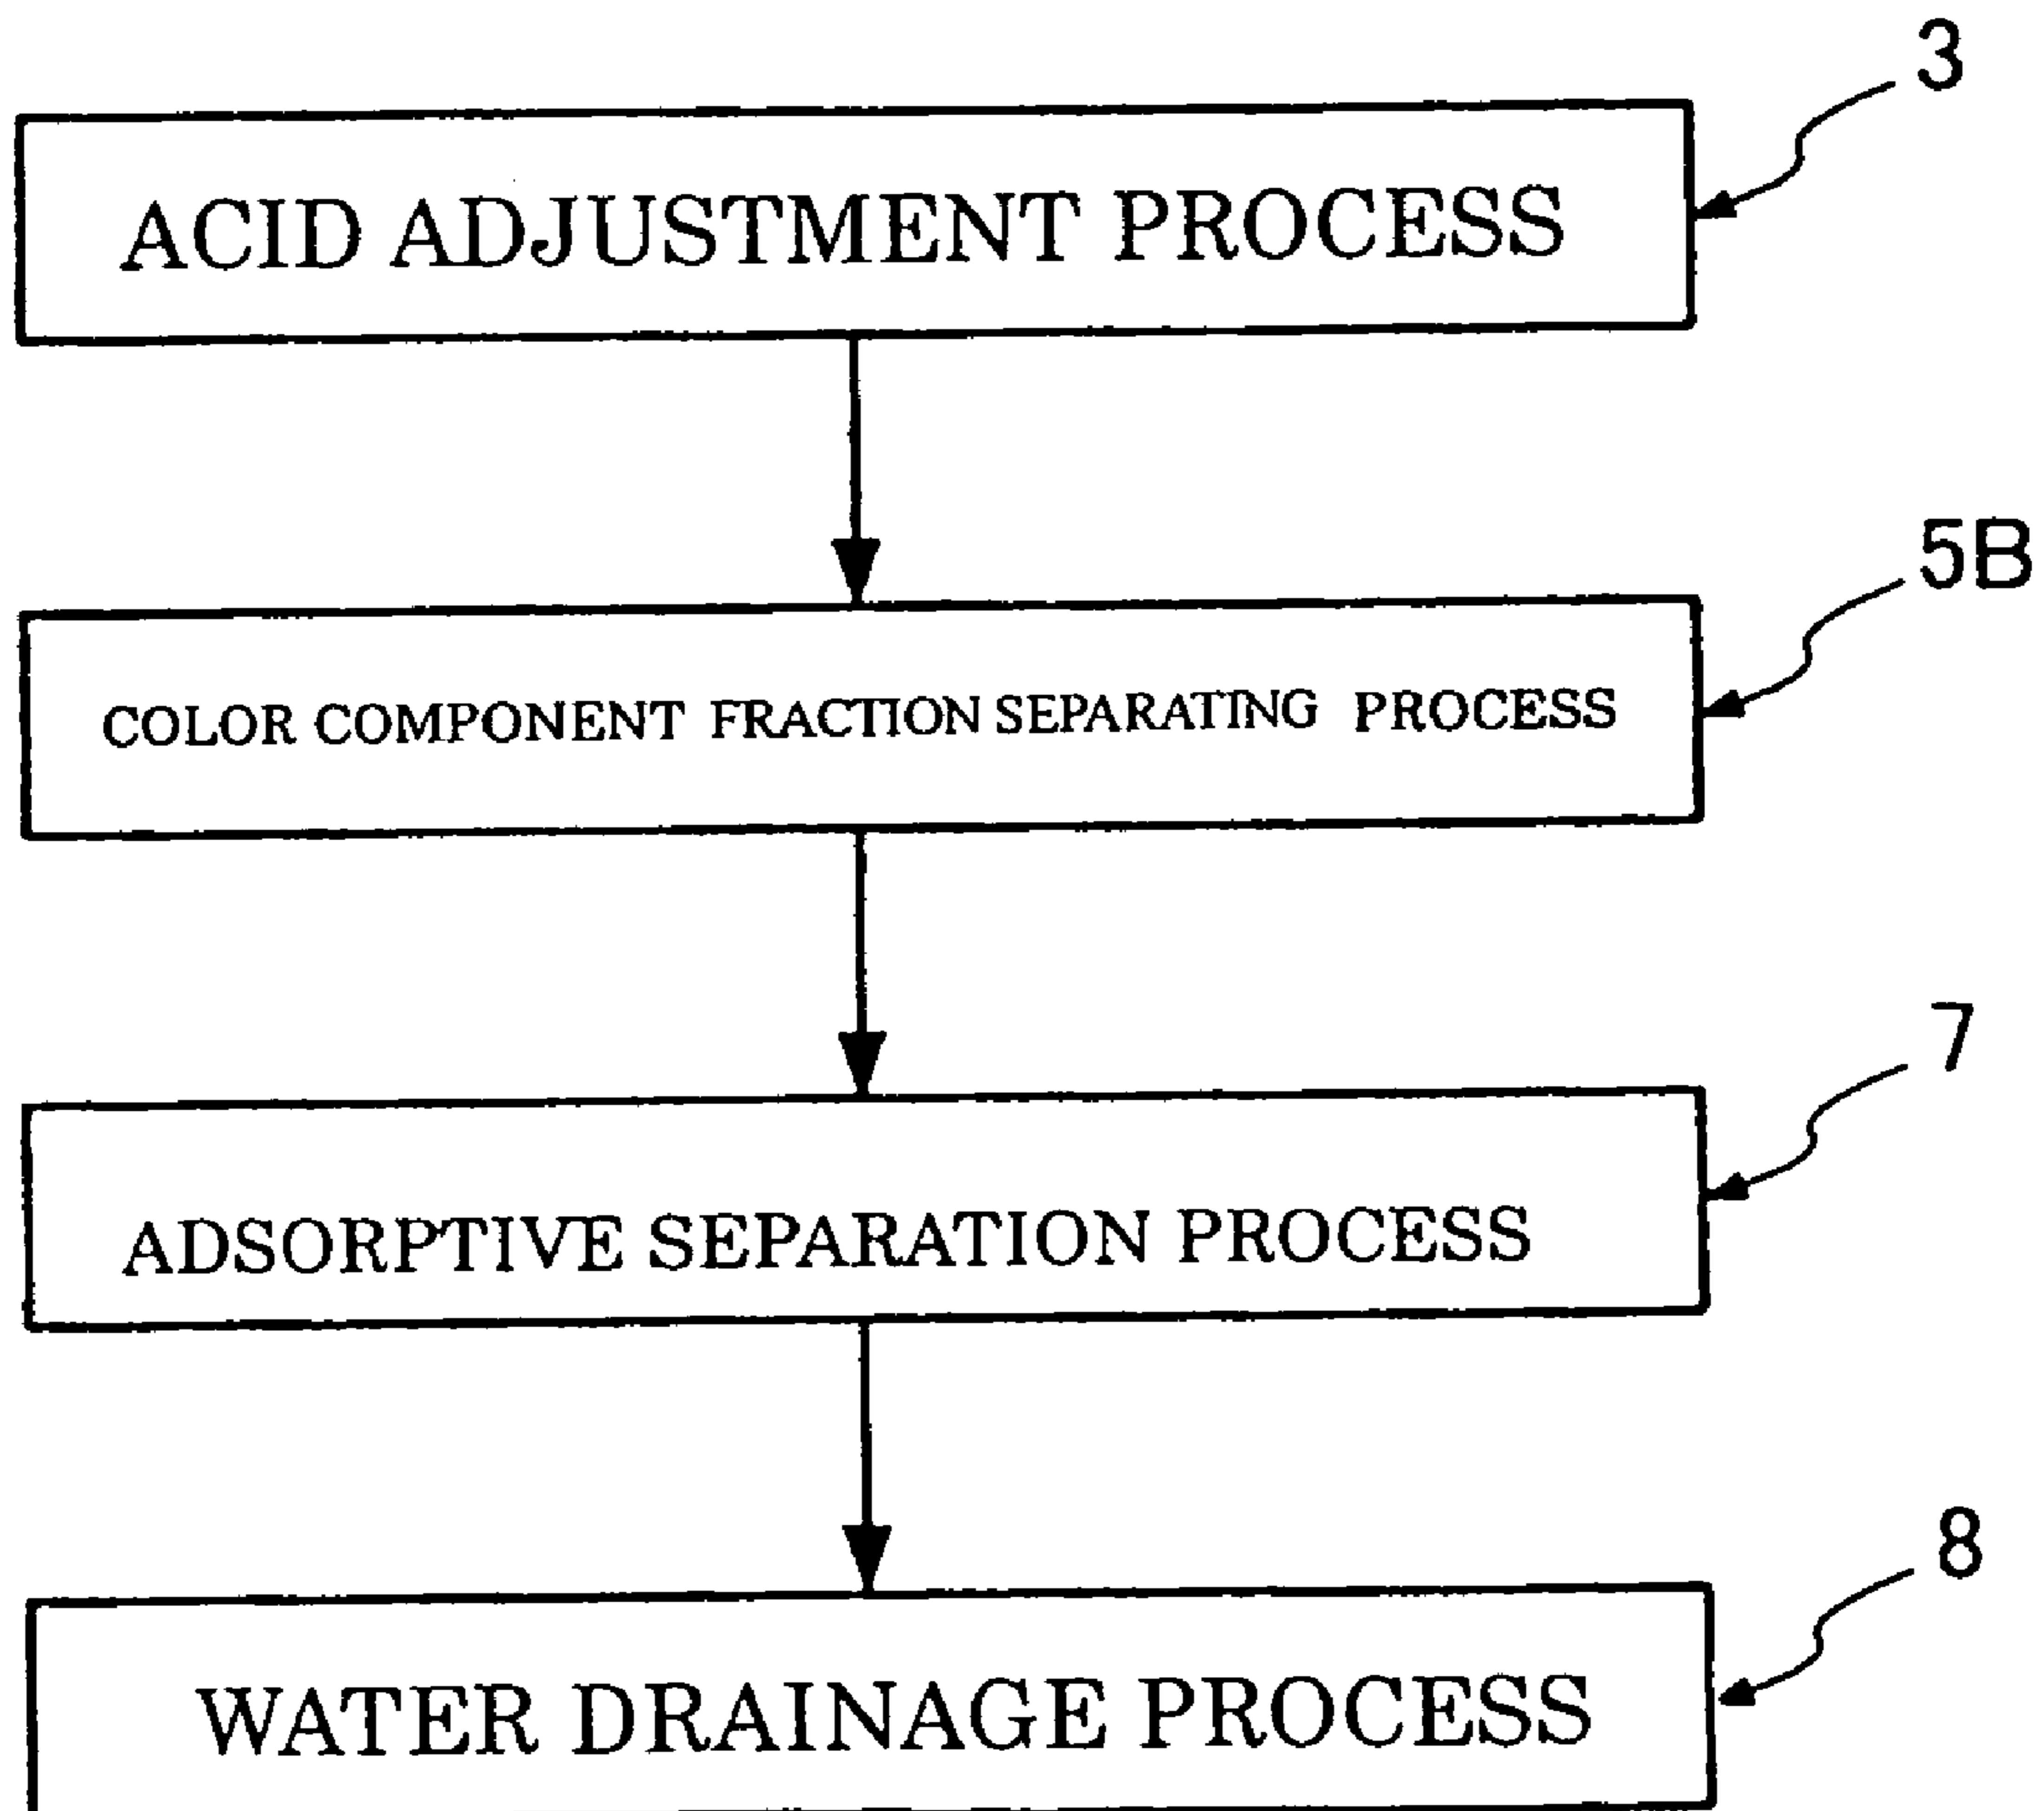 3
ACID ADJUSTMENT PROCESS
5B
COLOR COMPONENT FRACTION SEPARATING PROCESS
7
ADSORPTIVE SEPARATION PROCESS
8
WATER DRAINAGE PROCESS